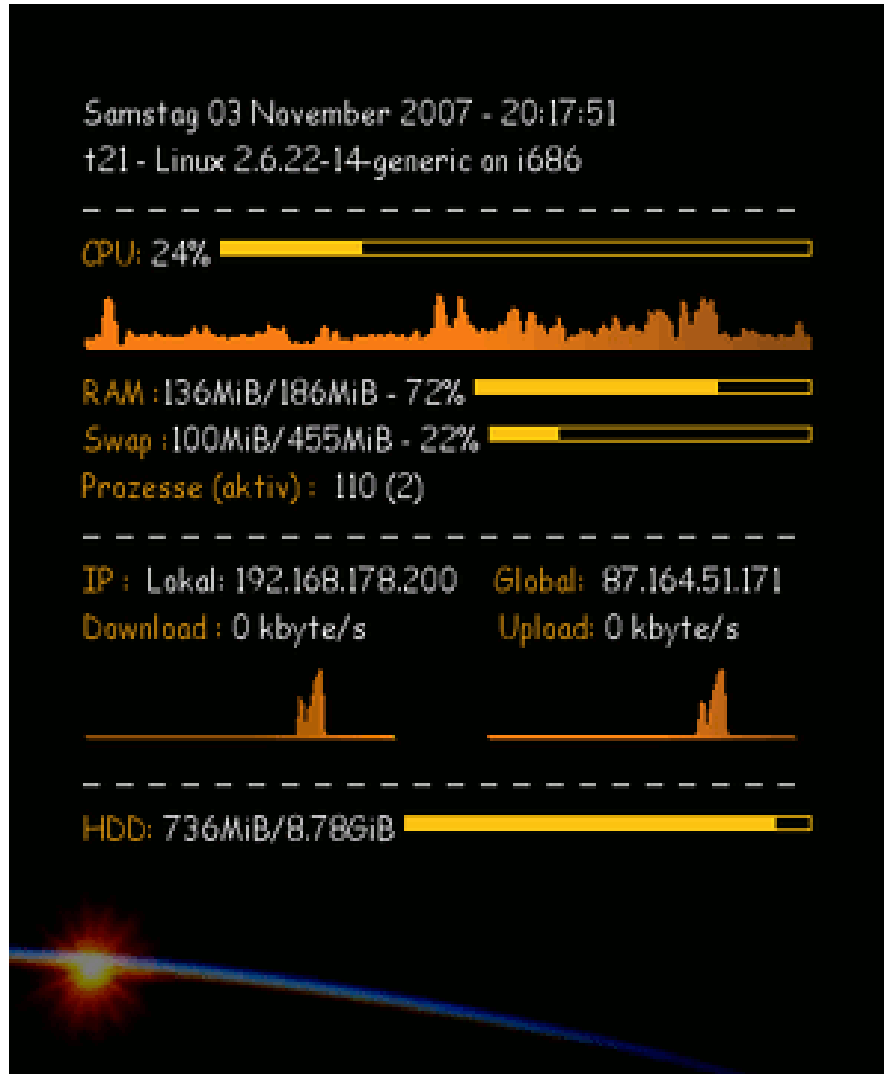 Samstag 03 November 2007 - 20:17:51
t21 - Linux 2.6.22-14-generic on i686
CPU: 24%
RAM : 136MiB/186MiB - 72%
Swap : 100MiB/455MiB - 22%
Prozesse (aktiv) : 110 (2)
IP : Lokal: 192.168.178.200 Global: 87.164.51.171
Download : 0 kbyte/s Upload: 0 kbyte/s
HDD: 736MiB/8.78GiB